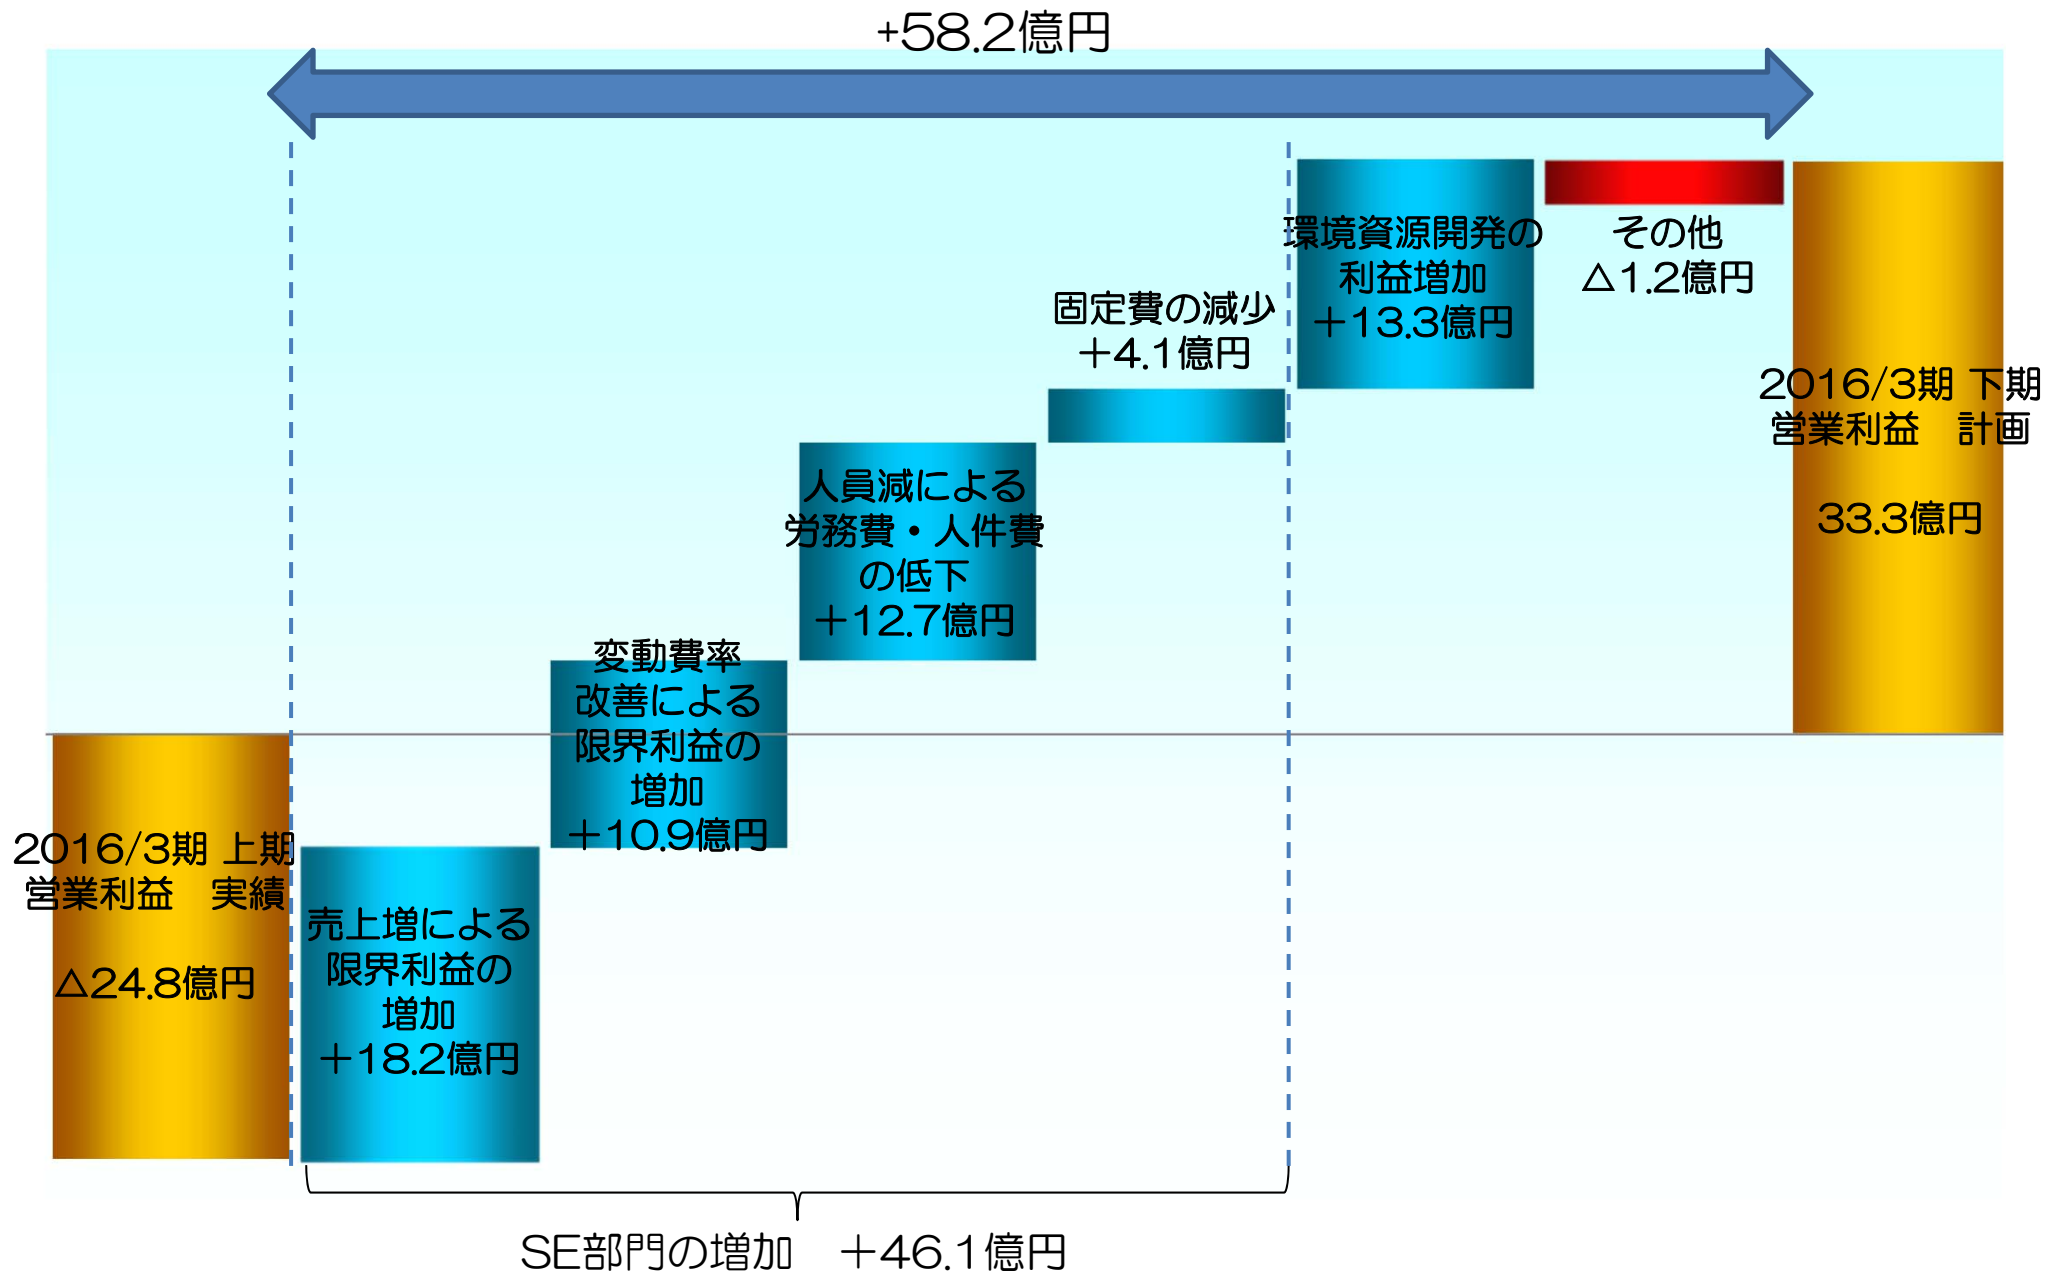 +58.2億円
2016/3期 上期
営業利益　実績
△24.8億円
売上増による
限界利益の
増加
＋18.2億円
変動費率
改善による
限界利益の
増加
＋10.9億円
人員減による
労務費・人件費
の低下
＋12.7億円
固定費の減少
＋4.1億円
環境資源開発の
利益増加
＋13.3億円
その他
△1.2億円
2016/3期 下期
営業利益　計画
33.3億円
SE部門の増加　＋46.1億円